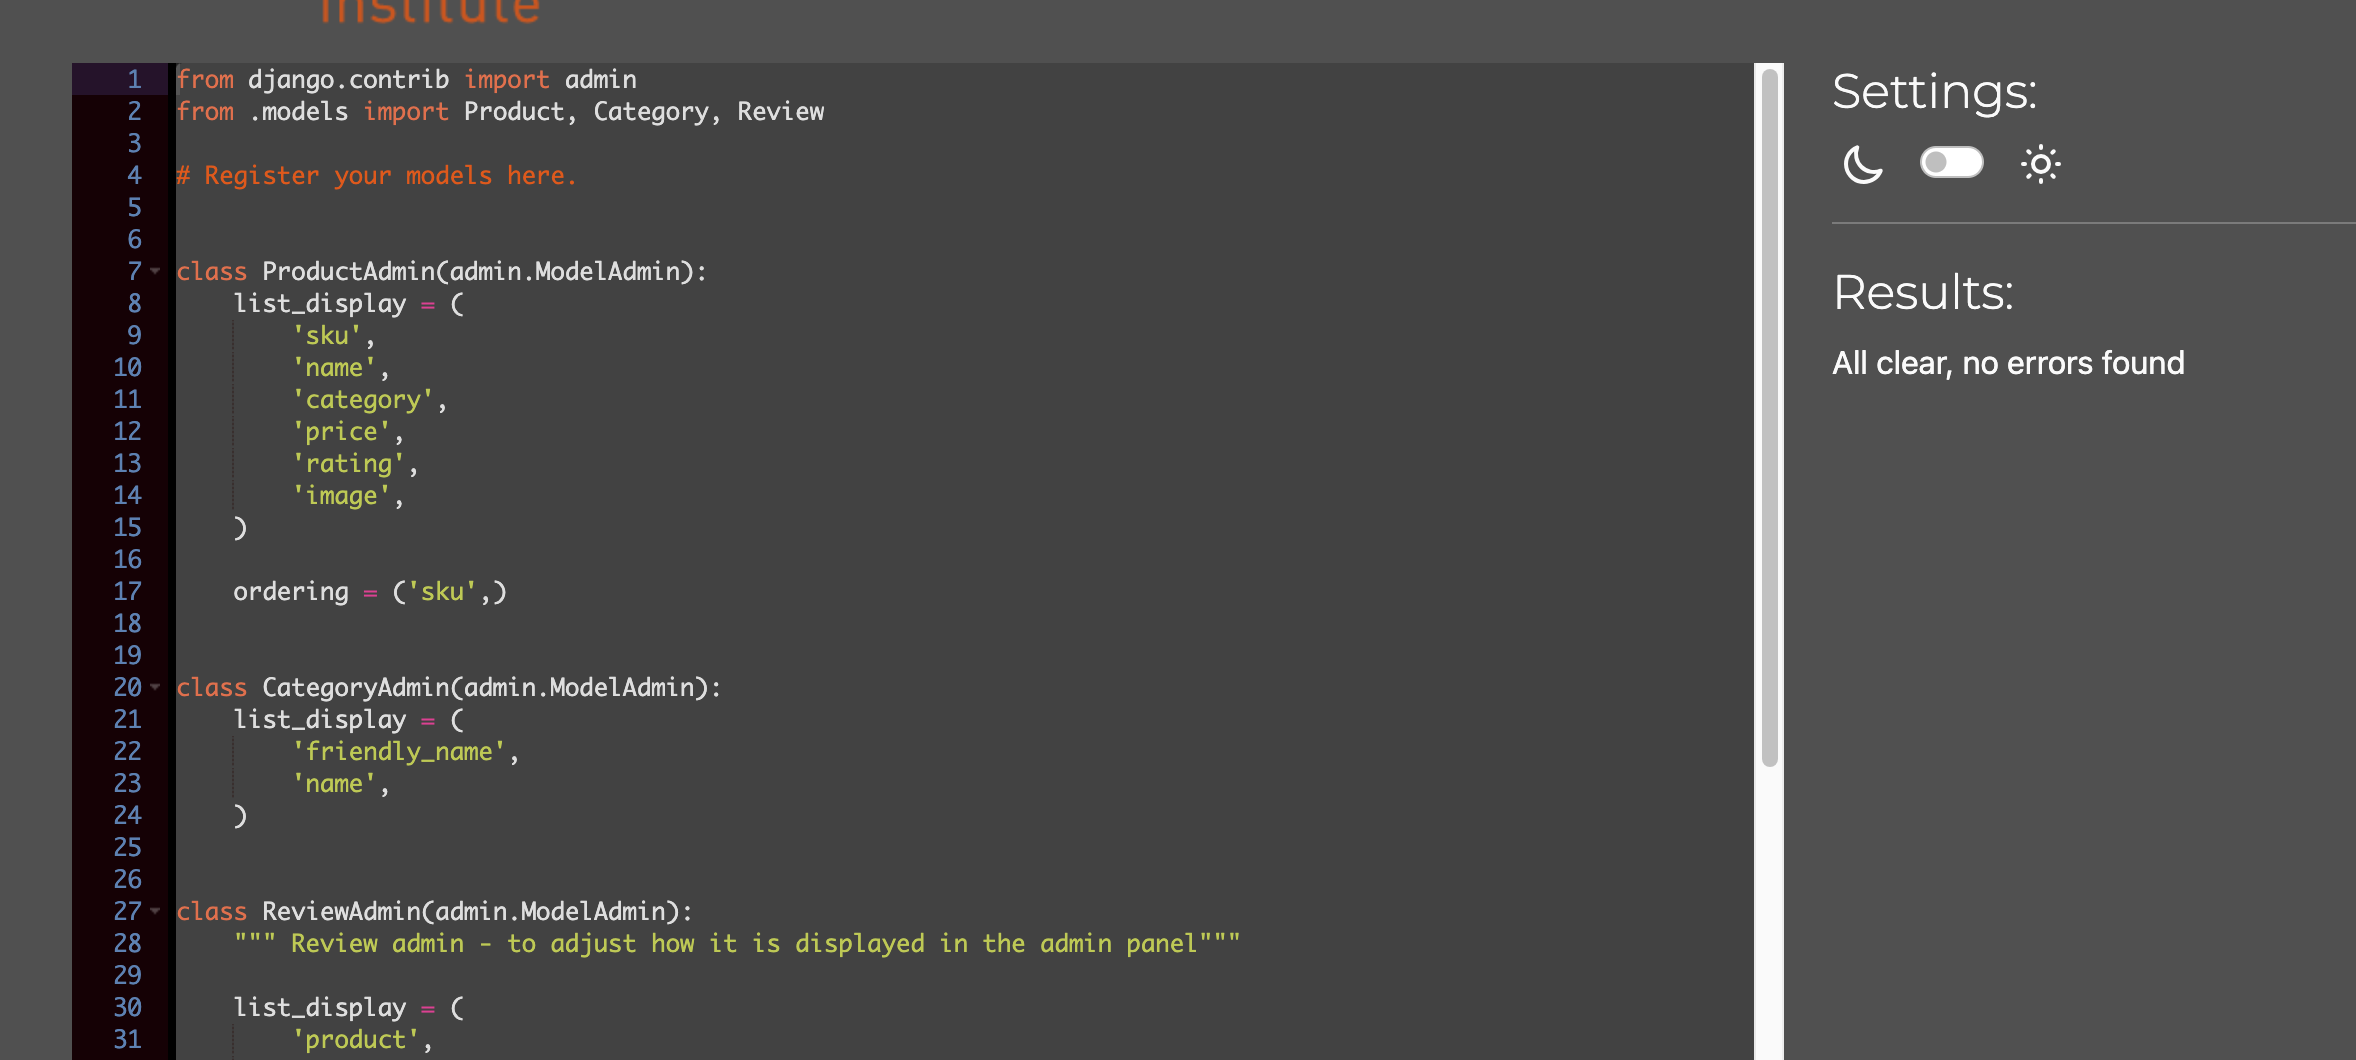 institute
1 from django.contrib import admin
2 from .models import Product, Category, Review
3
4 # Register your models here.
5
6
7 class ProductAdmin(admin.ModelAdmin):
8     list_display = (
9         'sku',
10         'name',
11         'category',
12         'price',
13         'rating',
14         'image',
15     )
16
17     ordering = ('sku',)
18
19
20 class CategoryAdmin(admin.ModelAdmin):
21     list_display = (
22         'friendly_name',
23         'name',
24     )
25
26
27 class ReviewAdmin(admin.ModelAdmin):
28     """ Review admin - to adjust how it is displayed in the admin panel"""
29
30     list_display = (
31         'product',
Settings:
Results:
All clear, no errors found